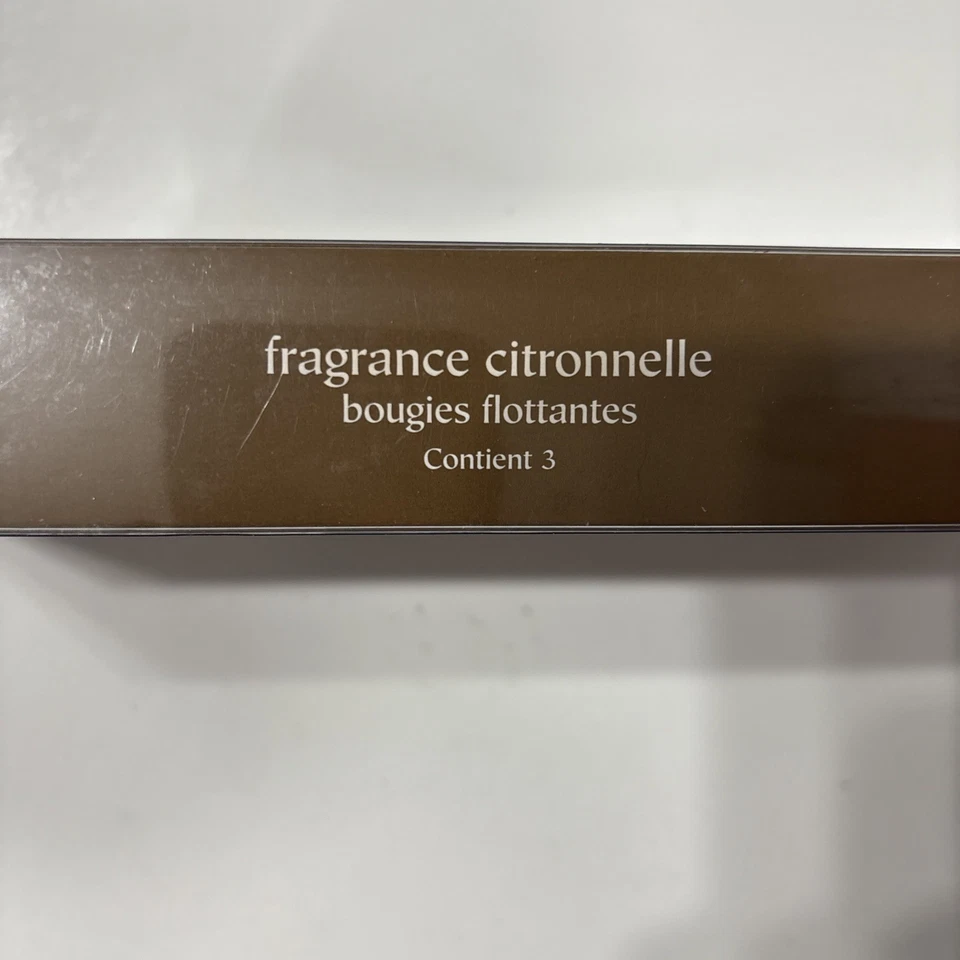 fragrance citronnelle
bougies flottantes
Contient 3